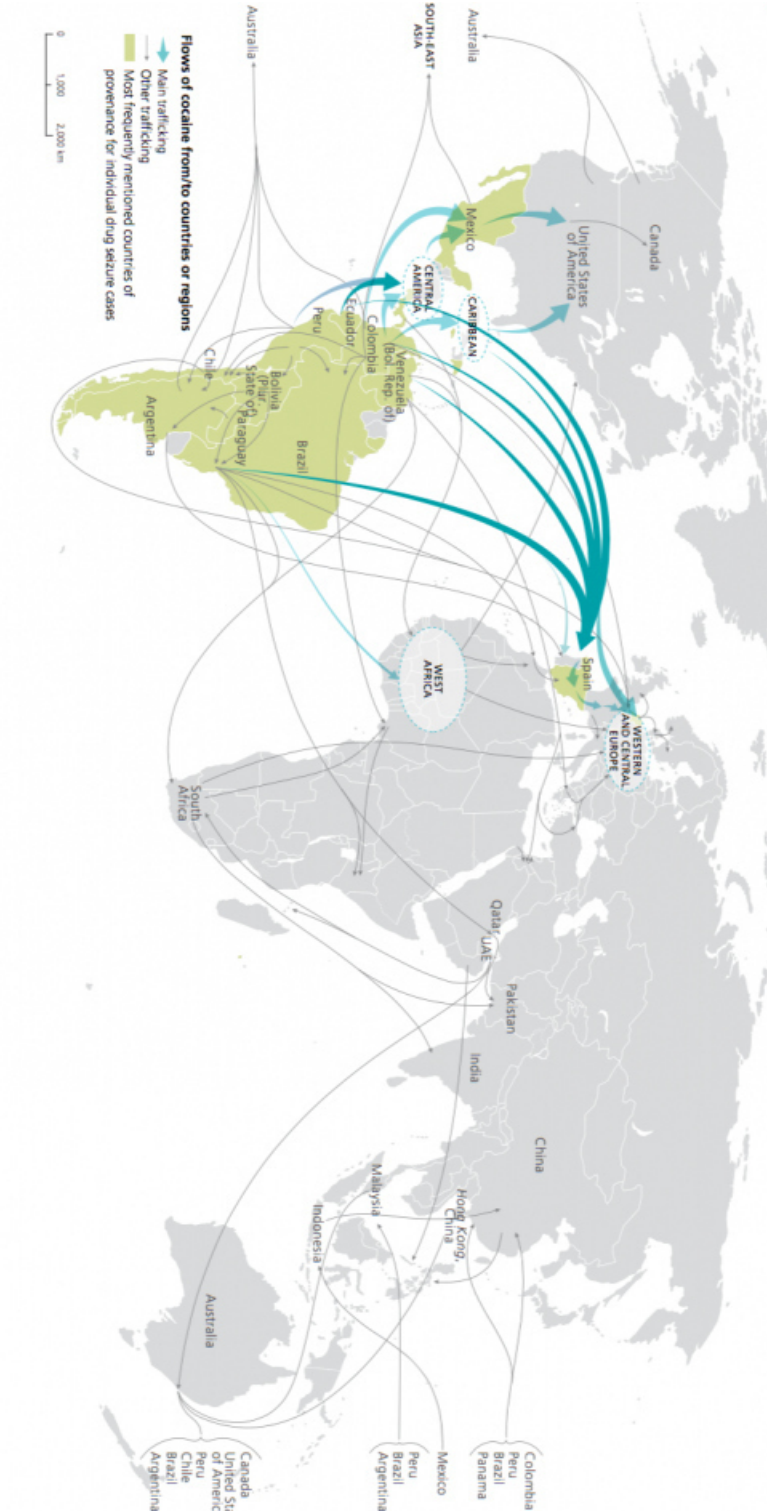 Australia
SOUTH-EAST
ASIA
Australia
Canada
United States
of America
Mexico
CENTRAL
AMERICA
CARIBBEAN
Venezuela
(Bol. Rep. of)
Colombia
Ecuador
Peru
Brazil
Bolivia
(Plur.
State of)
Paraguay
Chile
Argentina
Spain
WESTERN
AND CENTRAL
EUROPE
WEST
AFRICA
South
Africa
Qatar
UAE
Pakistan
India
China
Hong Kong,
China
Malaysia
Indonesia
Australia
Colombia
Peru
Brazil
Panama
Mexico
Peru
Brazil
Argentina
Canada
United Sta
of Americ
Peru
Chile
Brazil
Argentina
Flows of cocaine from/to countries or regions
Main trafficking
Other trafficking
Most frequently mentioned countries of
provenance for individual drug seizure cases
0 1,000 2,000 km